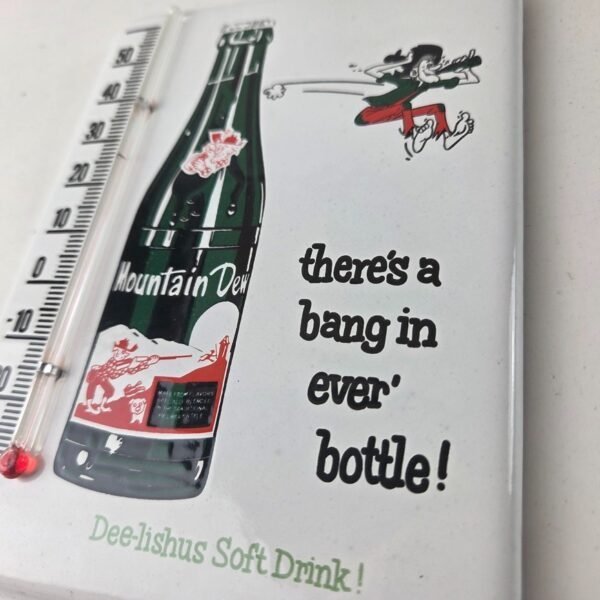 50
40
30
20
10
0
-10
Mountain Dew
there's a
bang in
ever'
bottle!
Dee-lishus Soft Drink!